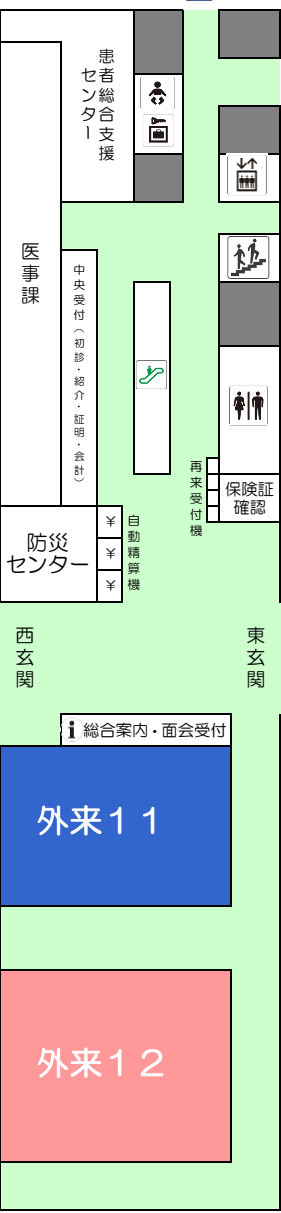 患者総合支援
センター
医事課
中央受付（初診・紹介・証明・会計）
再来受付機
保険証
確認
防災
センター
¥
¥
¥
自動精算機
西玄関
東玄関
i 総合案内・面会受付
外来１１
外来１２